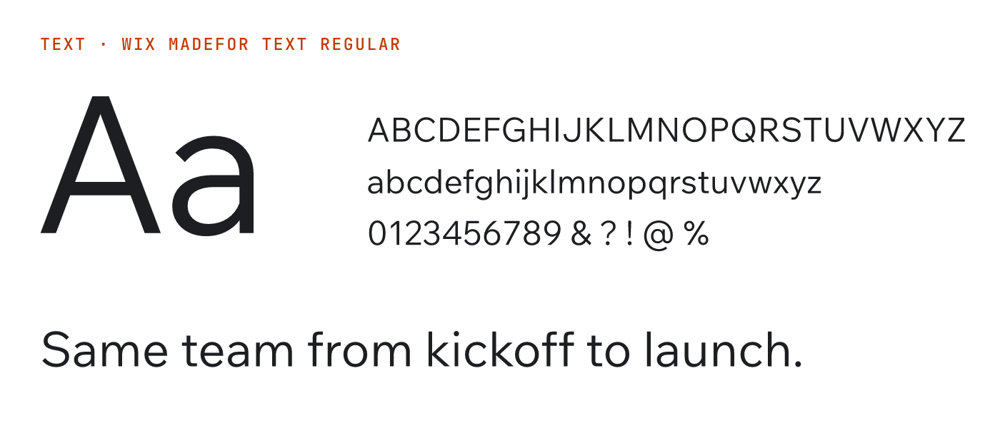 TEXT · WIX MADEFOR TEXT REGULAR
Aa
ABCDEFGHIJKLMNOPQRSTUVWXYZ
abcdefghijklmnopqrstuvwxyz
0123456789 & ? ! @ %
Same team from kickoff to launch.